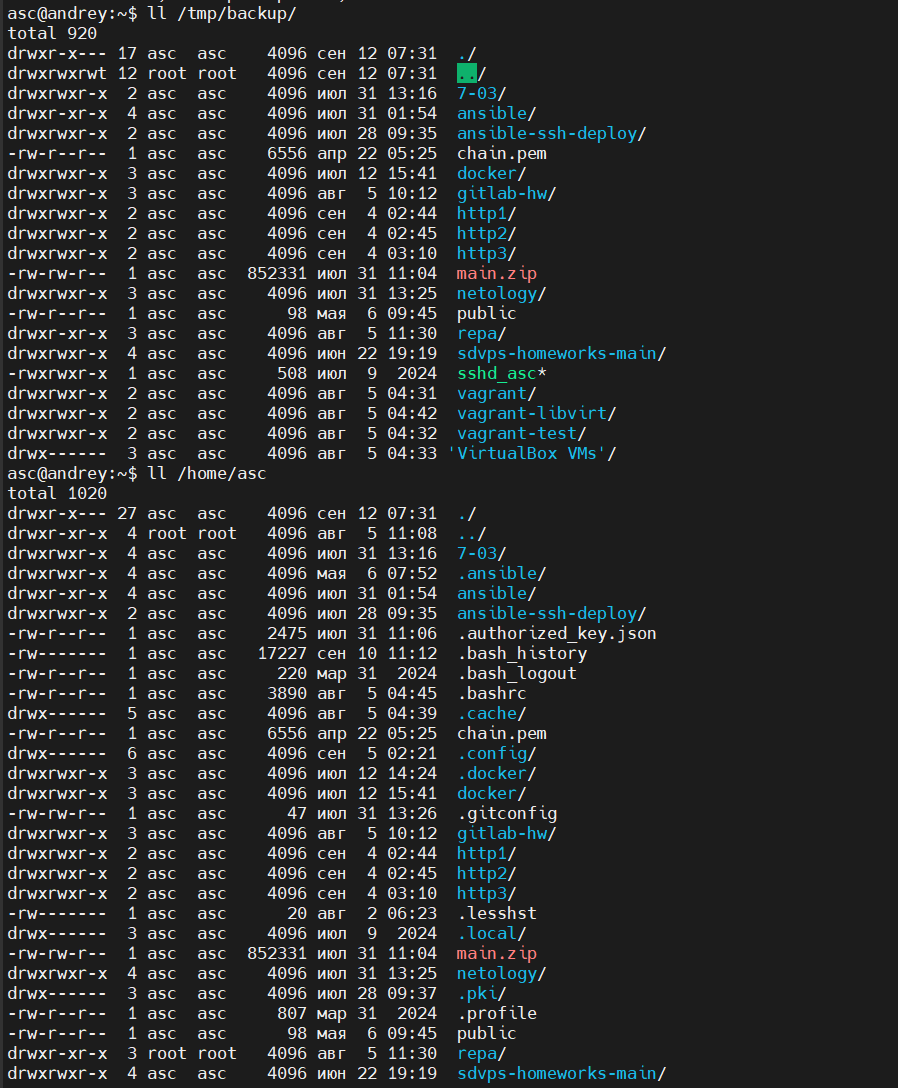 asc@andrey:~$ ll /tmp/backup/
total 920
drwxr-x--- 17 asc  asc    4096 сен 12 07:31  ./
drwxrwxrwt 12 root root   4096 сен 12 07:31  ../
drwxrwxr-x  2 asc  asc    4096 июл 31 13:16  7-03/
drwxr-xr-x  4 asc  asc    4096 июл 31 01:54  ansible/
drwxrwxr-x  2 asc  asc    4096 июл 28 09:35  ansible-ssh-deploy/
-rw-r--r--  1 asc  asc    6556 апр 22 05:25  chain.pem
drwxrwxr-x  3 asc  asc    4096 июл 12 15:41  docker/
drwxrwxr-x  3 asc  asc    4096 авг  5 10:12  gitlab-hw/
drwxrwxr-x  2 asc  asc    4096 сен  4 02:44  http1/
drwxrwxr-x  2 asc  asc    4096 сен  4 02:45  http2/
drwxrwxr-x  2 asc  asc    4096 сен  4 03:10  http3/
-rw-rw-r--  1 asc  asc  852331 июл 31 11:04  main.zip
drwxrwxr-x  3 asc  asc    4096 июл 31 13:25  netology/
-rw-r--r--  1 asc  asc      98 мая  6 09:45  public
drwxr-xr-x  3 asc  asc    4096 авг  5 11:30  repa/
drwxrwxr-x  4 asc  asc    4096 июн 22 19:19  sdvps-homeworks-main/
-rwxrwxr-x  1 asc  asc     508 июл  9  2024  sshd_asc*
drwxrwxr-x  2 asc  asc    4096 авг  5 04:31  vagrant/
drwxrwxr-x  2 asc  asc    4096 авг  5 04:42  vagrant-libvirt/
drwxrwxr-x  2 asc  asc    4096 авг  5 04:32  vagrant-test/
drwx------  3 asc  asc    4096 авг  5 04:33 'VirtualBox VMs'/
asc@andrey:~$ ll /home/asc
total 1020
drwxr-x--- 27 asc  asc    4096 сен 12 07:31  ./
drwxr-xr-x  4 root root   4096 авг  5 11:08  ../
drwxrwxr-x  4 asc  asc    4096 июл 31 13:16  7-03/
drwxrwxr-x  4 asc  asc    4096 мая  6 07:52  .ansible/
drwxr-xr-x  4 asc  asc    4096 июл 31 01:54  ansible/
drwxrwxr-x  2 asc  asc    4096 июл 28 09:35  ansible-ssh-deploy/
-rw-r--r--  1 asc  asc    2475 июл 31 11:06  .authorized_key.json
-rw-------  1 asc  asc   17227 сен 10 11:12  .bash_history
-rw-r--r--  1 asc  asc     220 мар 31  2024  .bash_logout
-rw-r--r--  1 asc  asc    3890 авг  5 04:45  .bashrc
drwx------  5 asc  asc    4096 авг  5 04:39  .cache/
-rw-r--r--  1 asc  asc    6556 апр 22 05:25  chain.pem
drwx------  6 asc  asc    4096 сен  5 02:21  .config/
drwxrwxr-x  3 asc  asc    4096 июл 12 14:24  .docker/
drwxrwxr-x  3 asc  asc    4096 июл 12 15:41  docker/
-rw-rw-r--  1 asc  asc      47 июл 31 13:26  .gitconfig
drwxrwxr-x  3 asc  asc    4096 авг  5 10:12  gitlab-hw/
drwxrwxr-x  2 asc  asc    4096 сен  4 02:44  http1/
drwxrwxr-x  2 asc  asc    4096 сен  4 02:45  http2/
drwxrwxr-x  2 asc  asc    4096 сен  4 03:10  http3/
-rw-------  1 asc  asc      20 авг  2 06:23  .lesshst
drwx------  3 asc  asc    4096 июл  9  2024  .local/
-rw-rw-r--  1 asc  asc  852331 июл 31 11:04  main.zip
drwxrwxr-x  4 asc  asc    4096 июл 31 13:25  netology/
drwx------  3 asc  asc    4096 июл 28 09:37  .pki/
-rw-r--r--  1 asc  asc     807 мар 31  2024  .profile
-rw-r--r--  1 asc  asc      98 мая  6 09:45  public
drwxr-xr-x  3 root root   4096 авг  5 11:30  repa/
drwxrwxr-x  4 asc  asc    4096 июн 22 19:19  sdvps-homeworks-main/